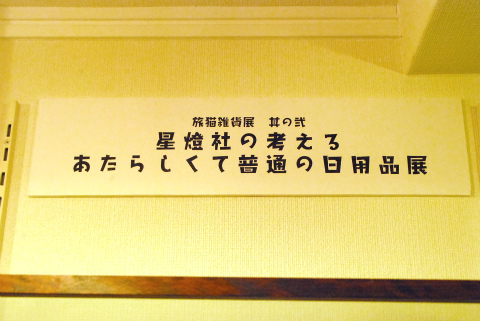 旅猫雑貨展　其の弐
星燈社の考える
あたらしくて普通の日用品展